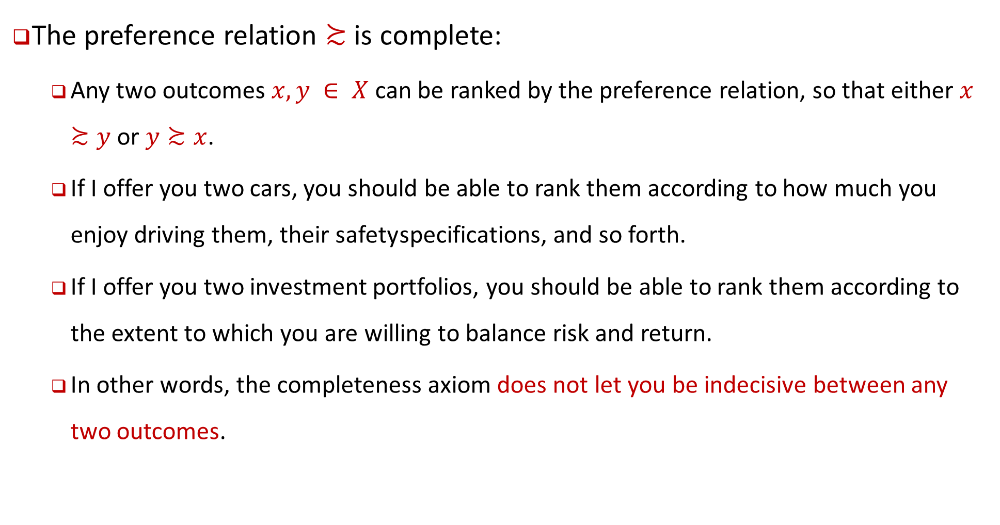 ❑The preference relation ≿ is complete:
❑Any two outcomes x, y ∈ X can be ranked by the preference relation, so that either x
≿ y or y ≿ x.
❑If I offer you two cars, you should be able to rank them according to how much you
enjoy driving them, their safetyspecifications, and so forth.
❑If I offer you two investment portfolios, you should be able to rank them according to
the extent to which you are willing to balance risk and return.
❑In other words, the completeness axiom does not let you be indecisive between any
two outcomes.